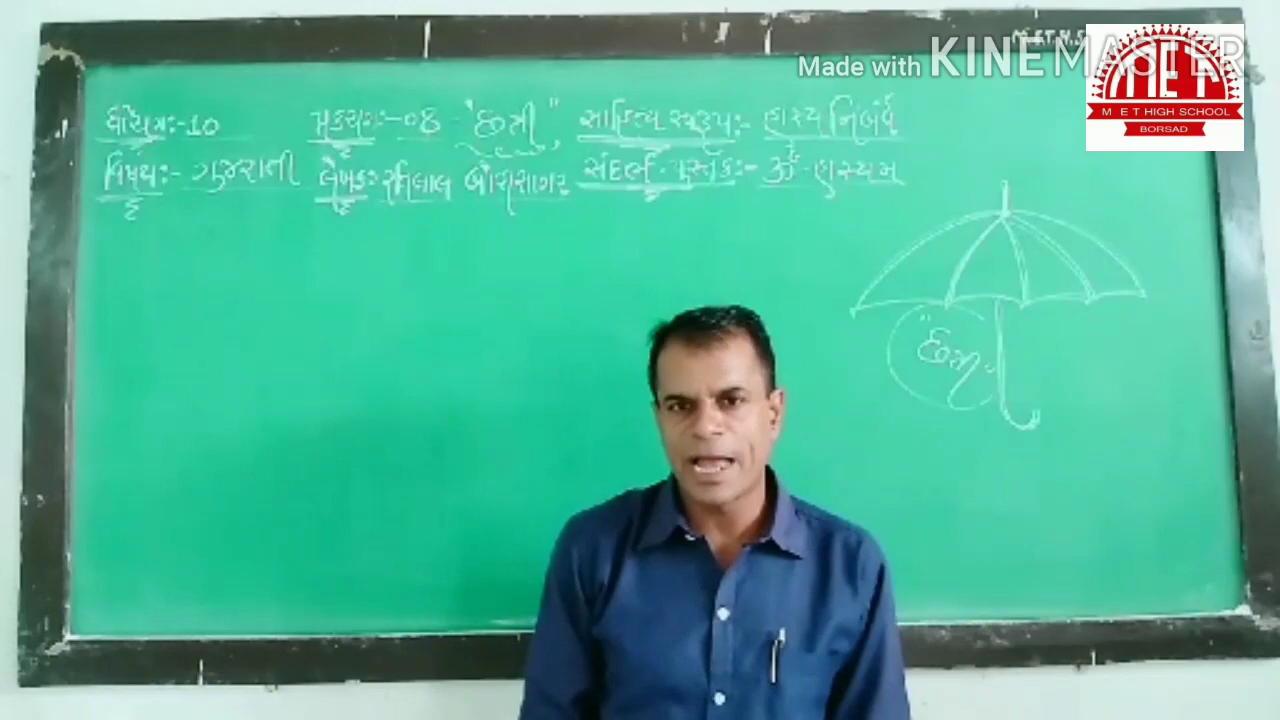 ધોરણ:-10 પ્રકરણ:-08 "છત્રી" સાહિત્ય સ્વરૂપ:- હાસ્ય નિબંધ
વિષય:- ગુજરાતી લેખક: રતિલાલ બોરીસાગર સંદર્ભ-પુસ્તક:- ૐ હાસ્યમ
"છત્રી"
Made with KINEMASTER
MET
M E T HIGH SCHOOL
BORSAD